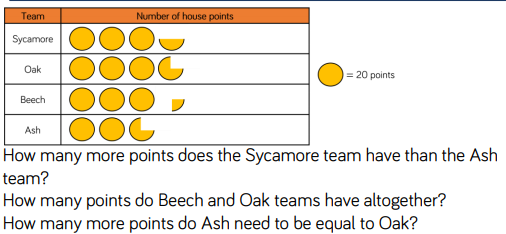 Team Number of house points
Sycamore
Oak
= 20 points
Beech
Ash
How many more points does the Sycamore team have than the Ash
team?
How many points do Beech and Oak teams have altogether?
How many more points do Ash need to be equal to Oak?